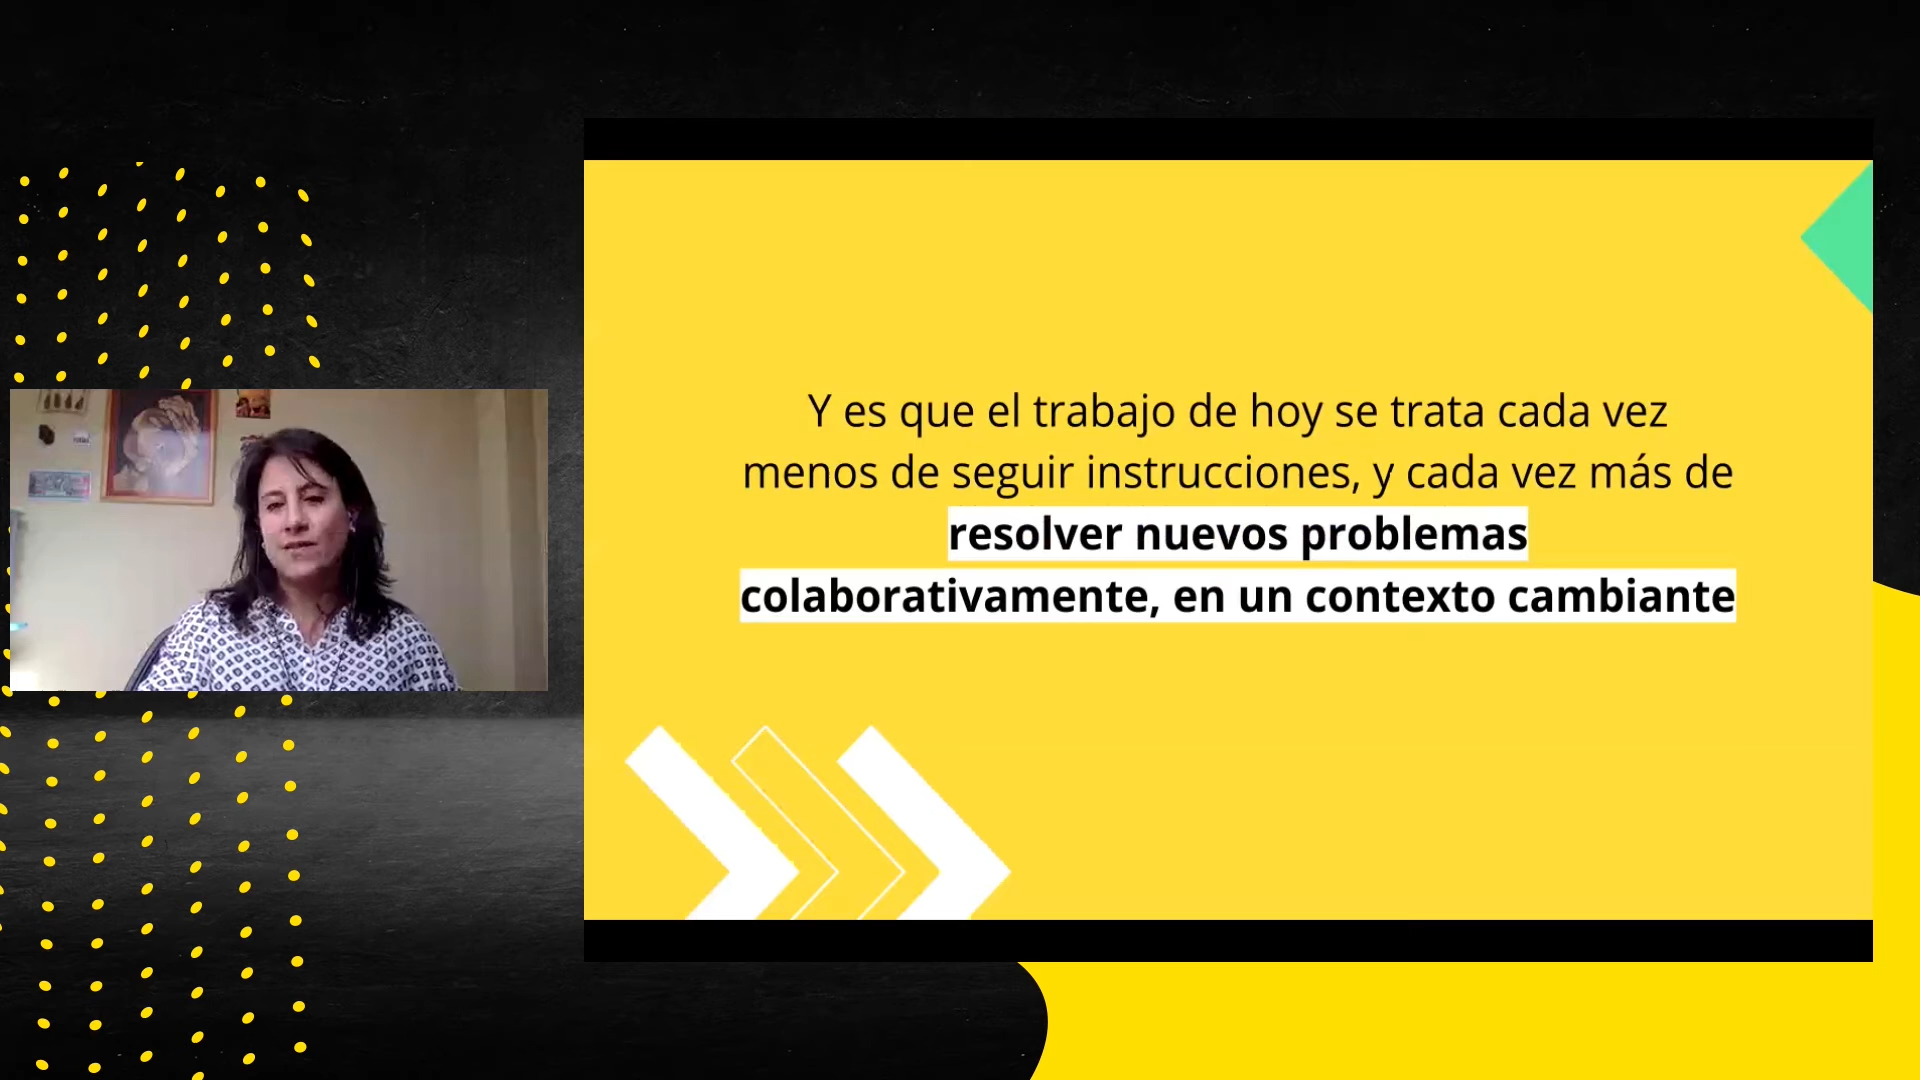 Y es que el trabajo de hoy se trata cada vez
menos de seguir instrucciones, y cada vez más de
resolver nuevos problemas
colaborativamente, en un contexto cambiante